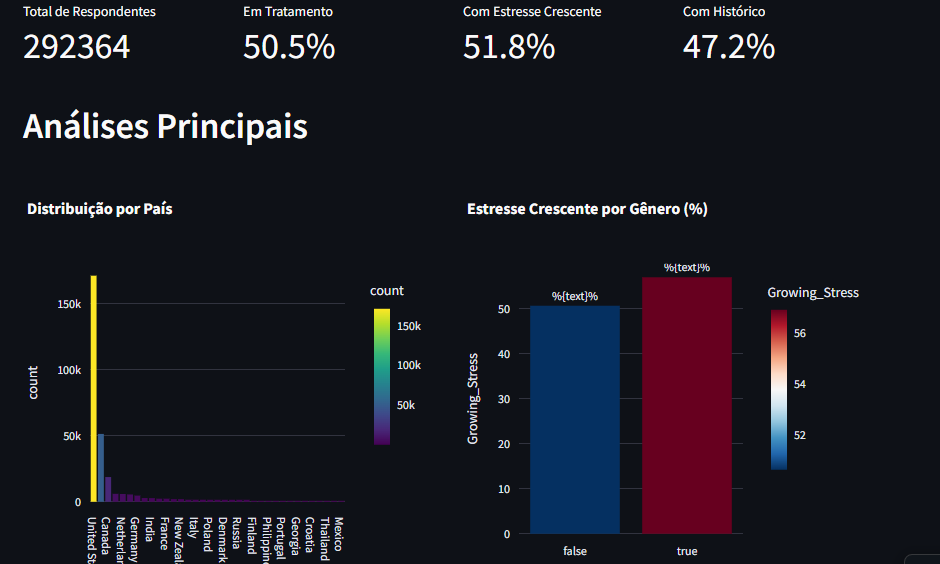 Total de Respondentes
Em Tratamento
Com Estresse Crescente
Com Histórico
292364
50.5%
51.8%
47.2%
Análises Principais
Distribuição por País
count
150k
100k
50k
0
count
150k
100k
50k
United St
Canada
Netherlan
Germany
India
France
New Zeala
Italy
Poland
Denmark
Russia
Finland
Philippine
Portugal
Georgia
Croatia
Thailand
Mexico
Estresse Crescente por Gênero (%)
%{text}%
%{text}%
Growing_Stress
50
40
30
20
10
0
false
true
Growing_Stress
56
54
52